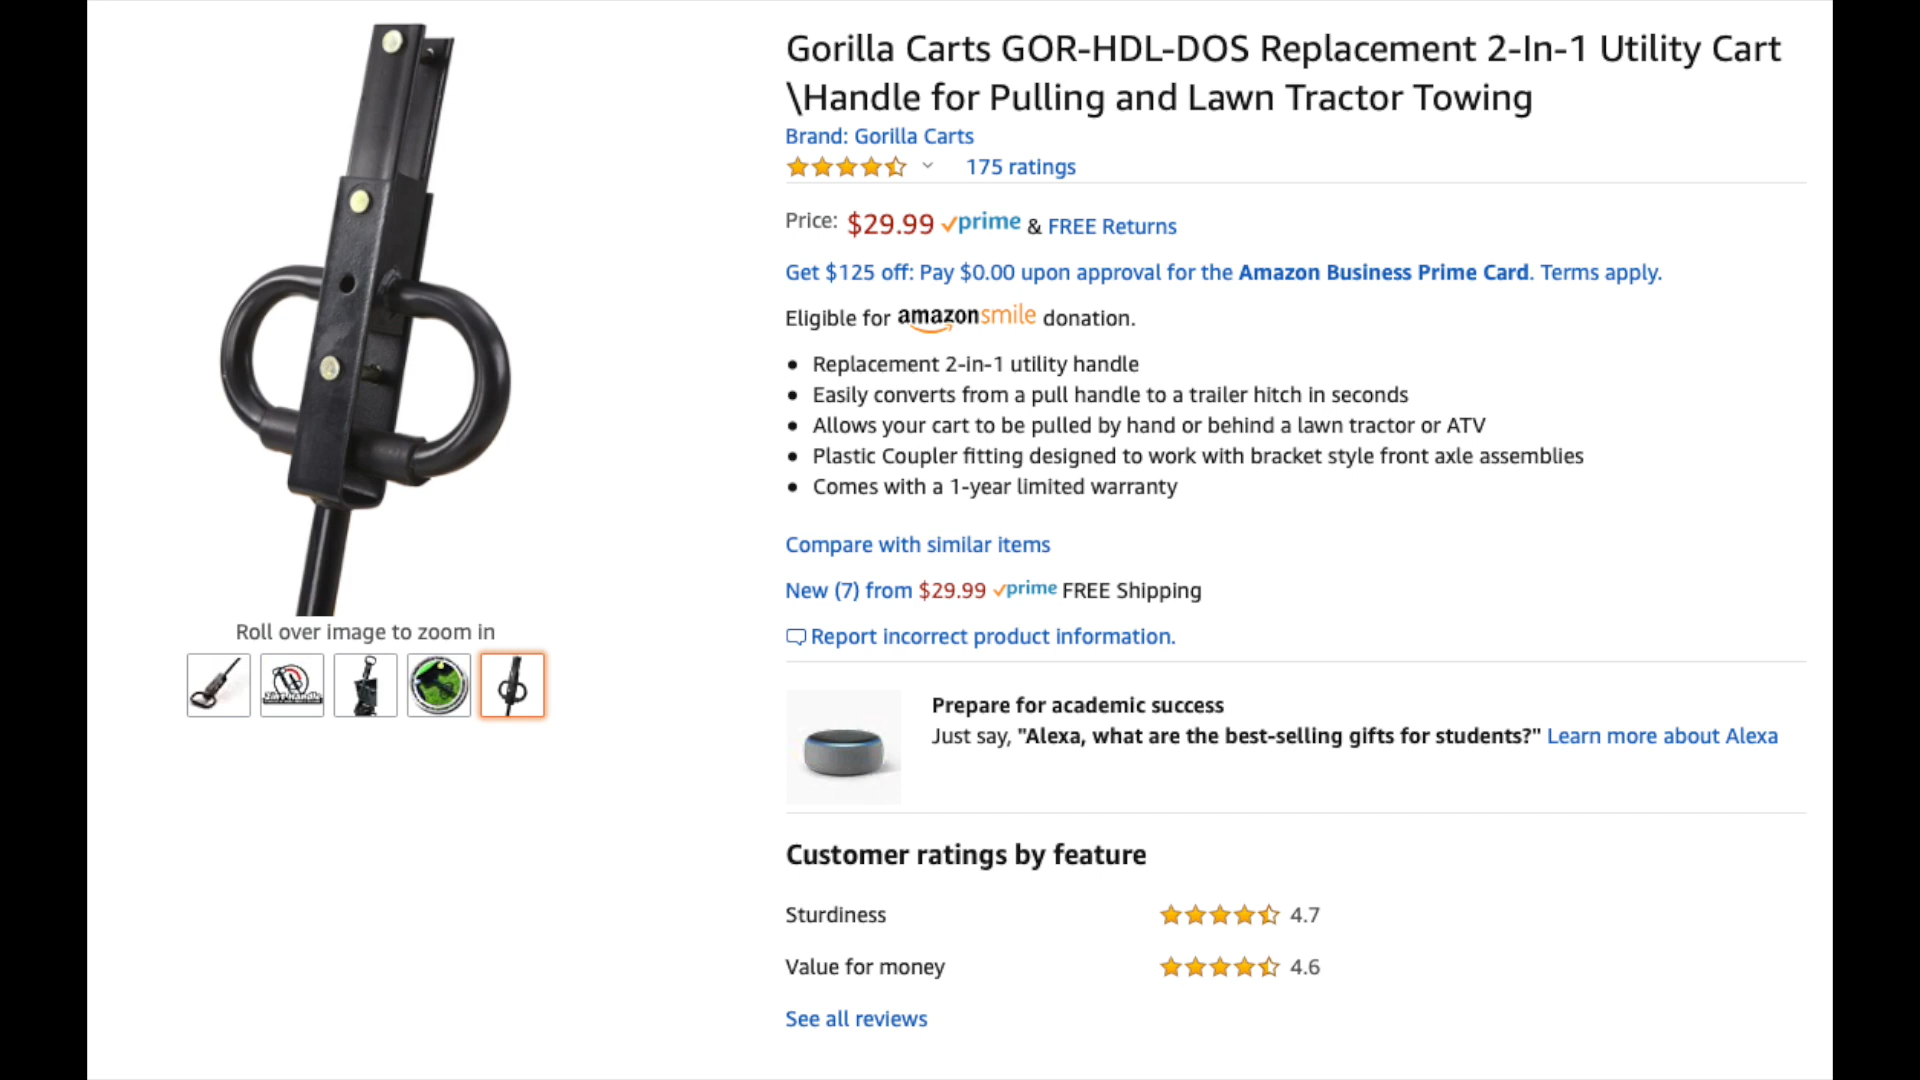 Gorilla Carts GOR-HDL-DOS Replacement 2-In-1 Utility Cart
\Handle for Pulling and Lawn Tractor Towing
Brand: Gorilla Carts
175 ratings
Price: $29.99 prime & FREE Returns
Get $125 off: Pay $0.00 upon approval for the Amazon Business Prime Card. Terms apply.
Eligible for amazonsmile donation.
• Replacement 2-in-1 utility handle
• Easily converts from a pull handle to a trailer hitch in seconds
• Allows your cart to be pulled by hand or behind a lawn tractor or ATV
• Plastic Coupler fitting designed to work with bracket style front axle assemblies
• Comes with a 1-year limited warranty
Compare with similar items
New (7) from $29.99 prime FREE Shipping
Report incorrect product information.
Roll over image to zoom in
Prepare for academic success
Just say, "Alexa, what are the best-selling gifts for students?" Learn more about Alexa
Customer ratings by feature
Sturdiness 4.7
Value for money 4.6
See all reviews